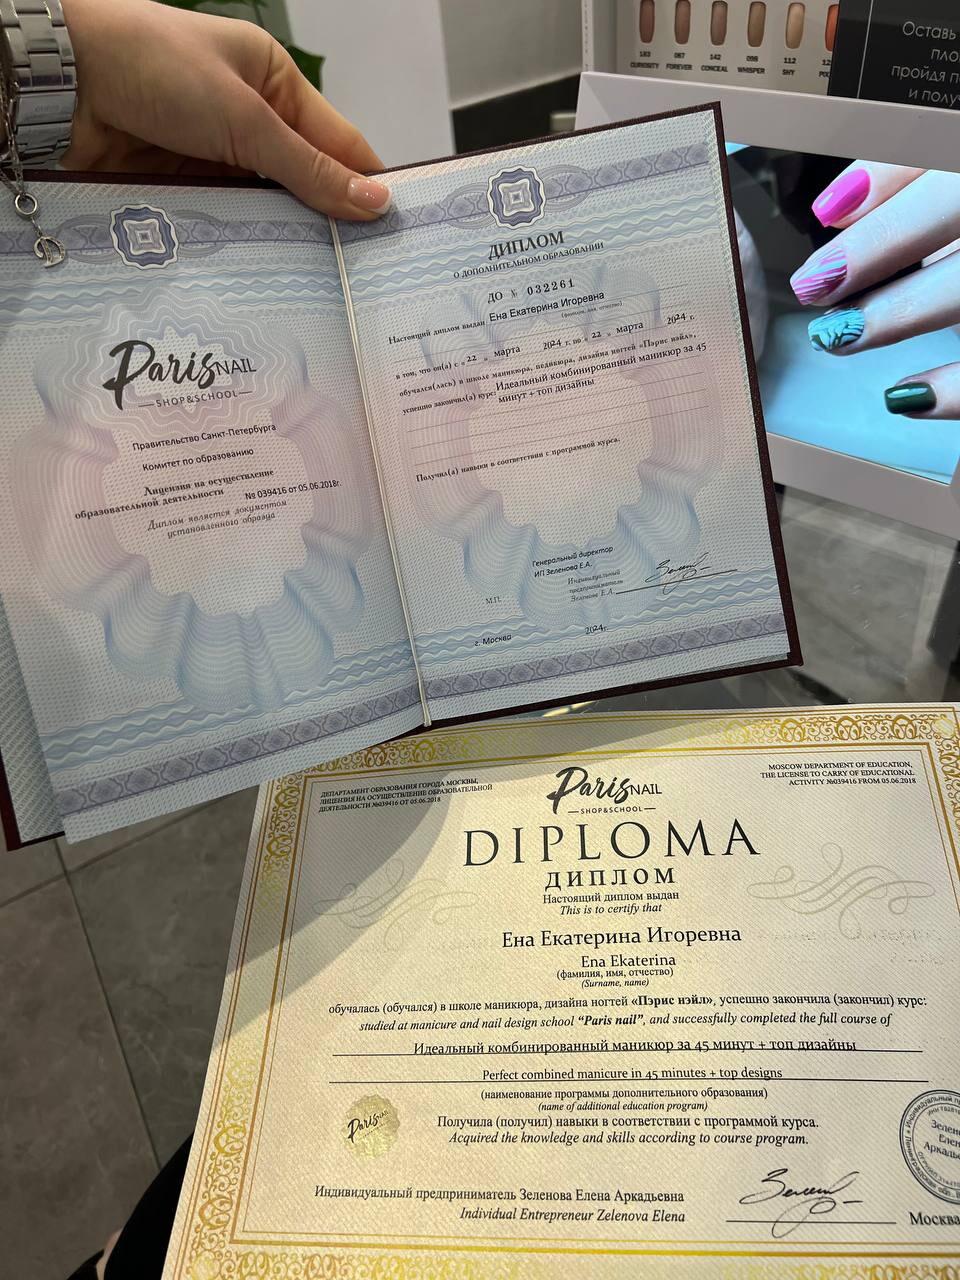 183
CURIOSITY
067
FOREVER
142
CONCEAL
098
WHISPER
112
SHY
Оставь
пройдя
и полу
Paris NAIL
SHOP&SCHOOL
Правительство Санкт-Петербурга
Комитет по образованию
Лицензия на осуществление
образовательной деятельности № 039416 от 05.06.2018г.
Диплом является документом
установленного образца
ДИПЛОМ
О ДОПОЛНИТЕЛЬНОМ ОБРАЗОВАНИИ
ДО № 032261
Настоящий диплом выдан Ена Екатерина Игоревна
(фамилия, имя, отчество)
в том, что он(а) с « 22 » марта 2024 г. по « 22 » марта 2024 г.
обучался(лась) в школе маникюра, педикюра, дизайна ногтей «Пэрис нэйл»,
успешно закончил(а) курс: Идеальный комбинированный маникюр за 45
минут + топ дизайны
Получил(а) навыки в соответствии с программой курса.
Генеральный директор
ИП Зеленова Е.А.
Индивидуальный
предприниматель
Зеленова Е.А.
М.П.
г. Москва 2024г.
ДЕПАРТАМЕНТ ОБРАЗОВАНИЯ ГОРОДА МОСКВЫ,
ЛИЦЕНЗИЯ НА ОСУЩЕСТВЛЕНИЕ ОБРАЗОВАТЕЛЬНОЙ
ДЕЯТЕЛЬНОСТИ №039416 ОТ 05.06.2018
Paris NAIL
SHOP&SCHOOL
MOSCOW DEPARTMENT OF EDUCATION,
THE LICENSE TO CARRY OF EDUCATIONAL
ACTIVITY №039416 FROM 05.06.2018
DIPLOMA
ДИПЛОМ
Настоящий диплом выдан
This is to certify that
Ена Екатерина Игоревна
Ena Ekaterina
(фамилия, имя, отчество)
(Surname, name)
обучалась (обучался) в школе маникюра, дизайна ногтей «Пэрис нэйл», успешно закончила (закончил) курс:
studied at manicure and nail design school “Paris nail”, and successfully completed the full course of
Идеальный комбинированный маникюр за 45 минут + топ дизайны
Perfect combined manicure in 45 minutes + top designs
(наименование программы дополнительного образования)
(name of additional education program)
Paris NAIL
Получила (получил) навыки в соответствии с программой курса.
Acquired the knowledge and skills according to course program.
Зелено
Елен
Аркадь
Индивидуальный предприниматель Зеленова Елена Аркадьевна
Individual Entrepreneur Zelenova Elena
Москва